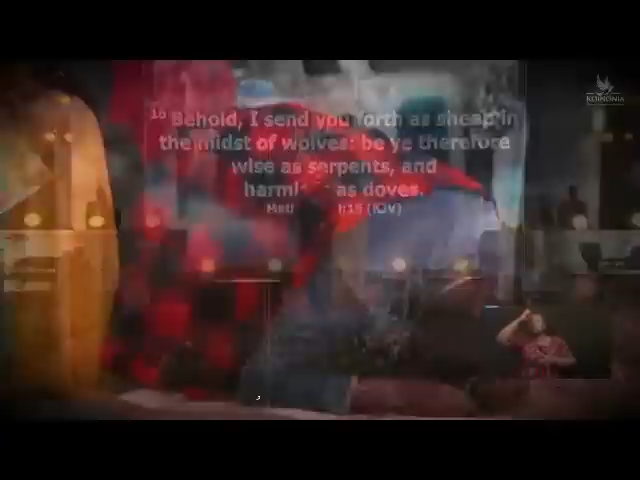 KOINONIA
16 Behold, I send you forth as sheep in
the midst of wolves: be ye therefore
wise as serpents, and
as doves.
(KJV)